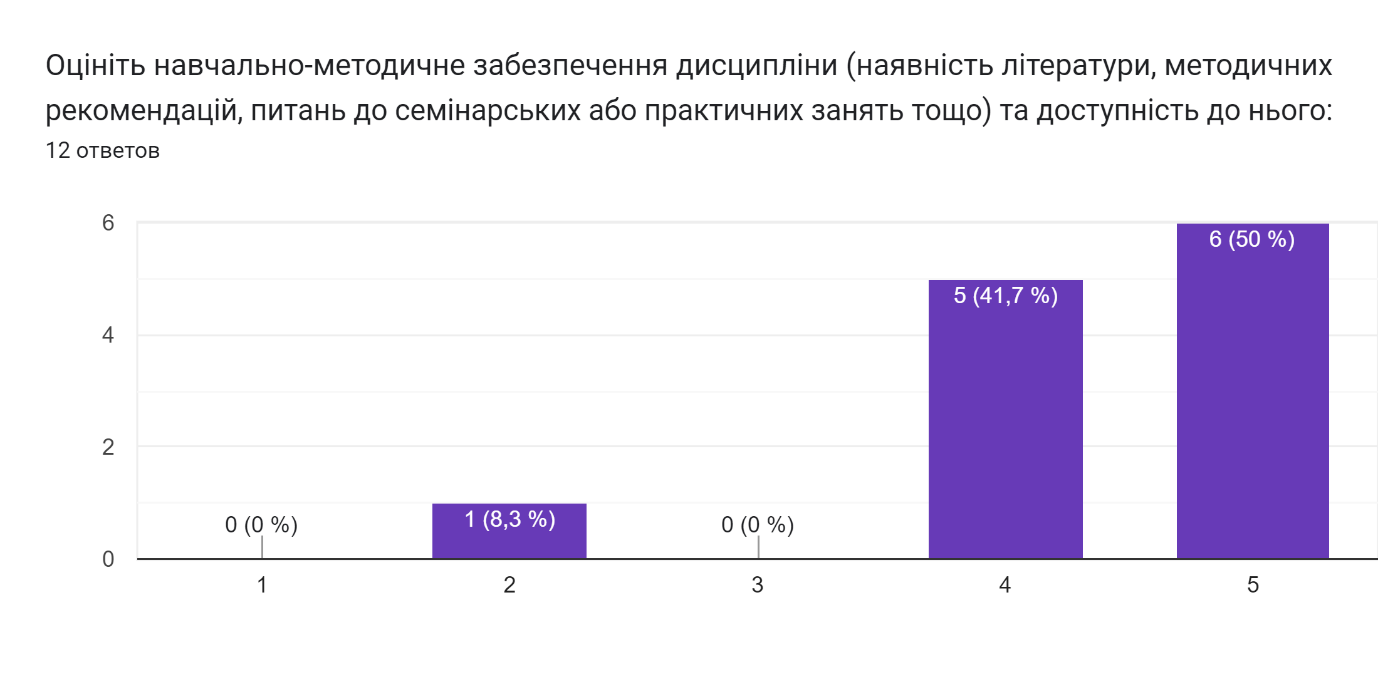 Оцініть навчально-методичне забезпечення дисципліни (наявність літератури, методичних
рекомендацій, питань до семінарських або практичних занять тощо) та доступність до нього:
12 ответов
6
6 (50 %)
5 (41,7 %)
4
2
0 (0 %)
1 (8,3 %)
0 (0 %)
0
1
2
3
4
5